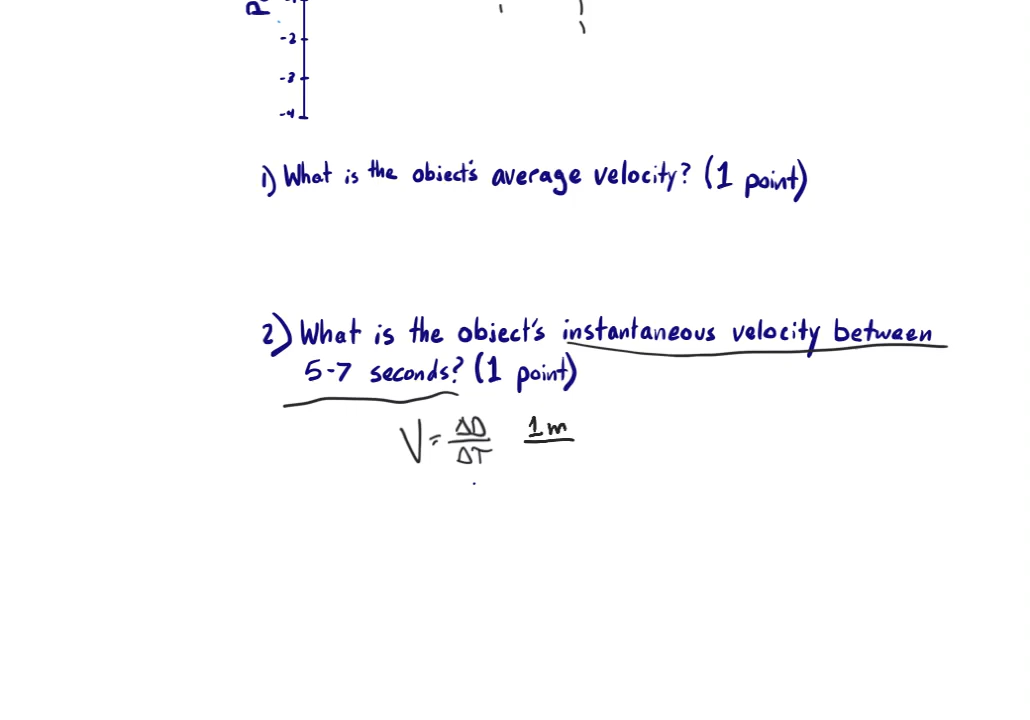 P
-2
-3
-4
1) What is the object's average velocity? (1 point)
2) What is the object's instantaneous velocity between
5-7 seconds? (1 point)
V = ΔD 1m
ΔT